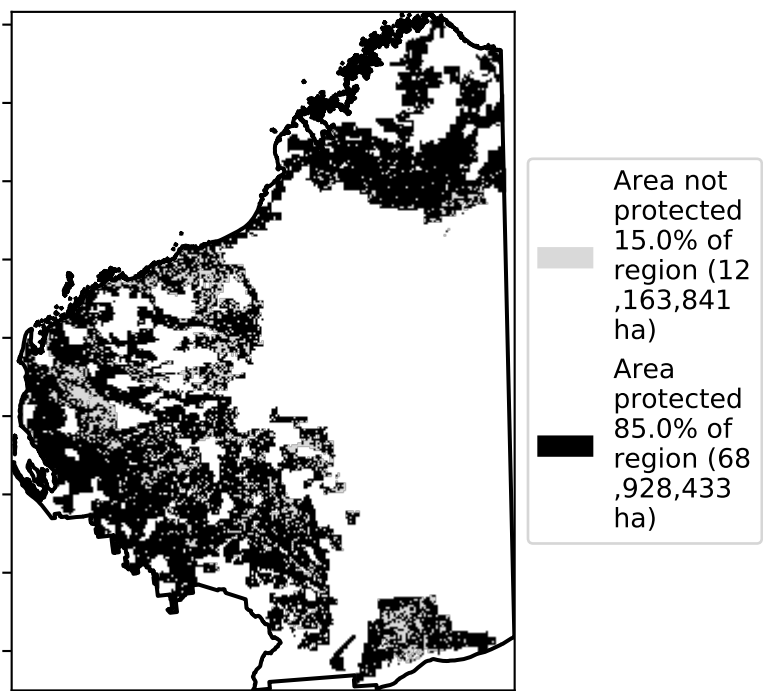 Area not
protected
15.0% of
region (12
,163,841
ha)
Area
protected
85.0% of
region (68
,928,433
ha)